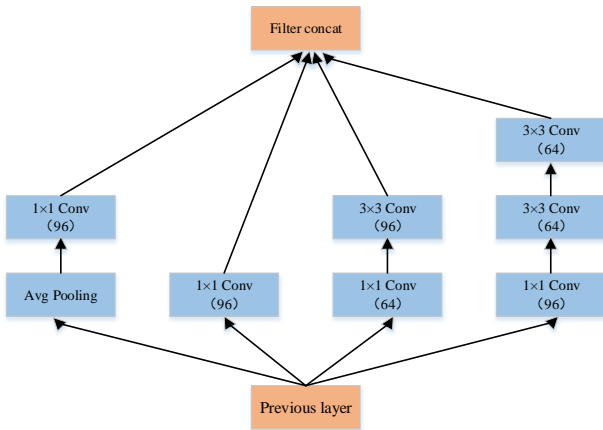 Filter concat
3×3 Conv
（64）
1×1 Conv
（96）
3×3 Conv
（96）
3×3 Conv
（64）
Avg Pooling
1×1 Conv
（96）
1×1 Conv
（64）
1×1 Conv
（96）
Previous layer